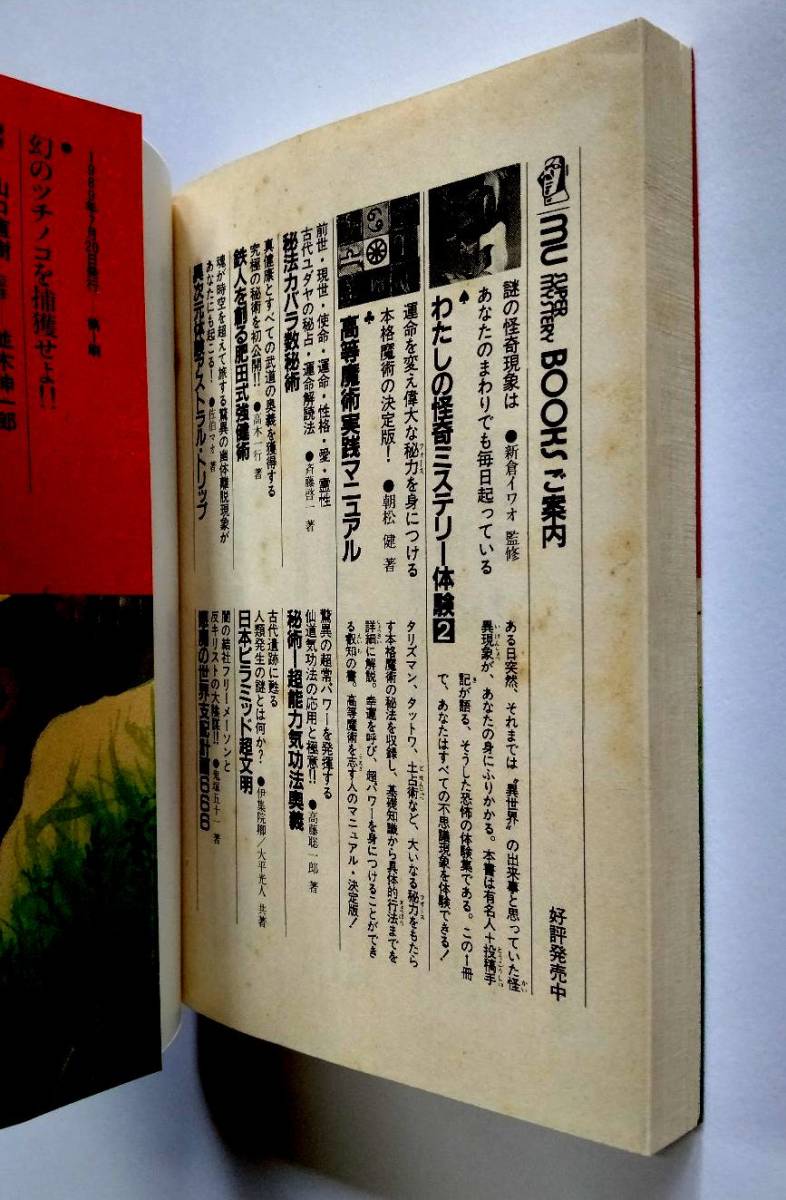 MU SUPER MYSTERY BOOKSご案内
好評発売中
謎の怪奇現象は
あなたのまわりでも毎日起っている
●新倉イワオ 監修
♠わたしの怪奇ミステリー体験2
ある日突然、それまでは〝異世界〟の出来事と思っていた怪
異現象が、あなたの身にふりかかる。本書は有名人+投稿手
記が語る、そうした恐怖の体験集である。この1冊
で、あなたはすべての不思議現象を体験できる!
運命を変え偉大な秘力を身につける
本格魔術の決定版!
●朝松 健 著
♣高等魔術実践マニュアル
タリズマン、タットワ、土占術など、大いなる秘力をもたら
す本格魔術の秘法を収録し、基礎知識から具体的行法までを
詳細に解説。幸運を呼び、超パワーを身につけることができ
る叡知の書。高等魔術を志す人のマニュアル・決定版!
前世・現世・使命・運命・性格・愛・霊性
古代ユダヤの秘占・運命解読法
●斉藤啓一 著
秘法カバラ数秘術
驚異の超常パワーを発揮する
仙道気功法の応用と極意!!
●高藤聡一郎 著
秘術!超能力気功法奥義
真健康とすべての武道の奥義を獲得する
究極の秘術を初公開!!
●高木一行 著
鉄人を創る肥田式強健術
古代遺跡に甦る
人類発生の謎とは何か?
●伊集院卿/大平光人 共著
日本ピラミッド超文明
魂が時空を超えて旅する驚異の幽体離脱現象が
あなたにも起こる!
●佐伯マオ 著
異次元体験アストラル・トリップ
闇の結社フリーメーソンと
反キリストの大陰謀!!
●鬼塚五十一 著
悪魔の世界支配計画666
1989年7月20日発行 第1刷
●幻のツチノコを捕獲せよ!!
山口直樹
並木伸一郎